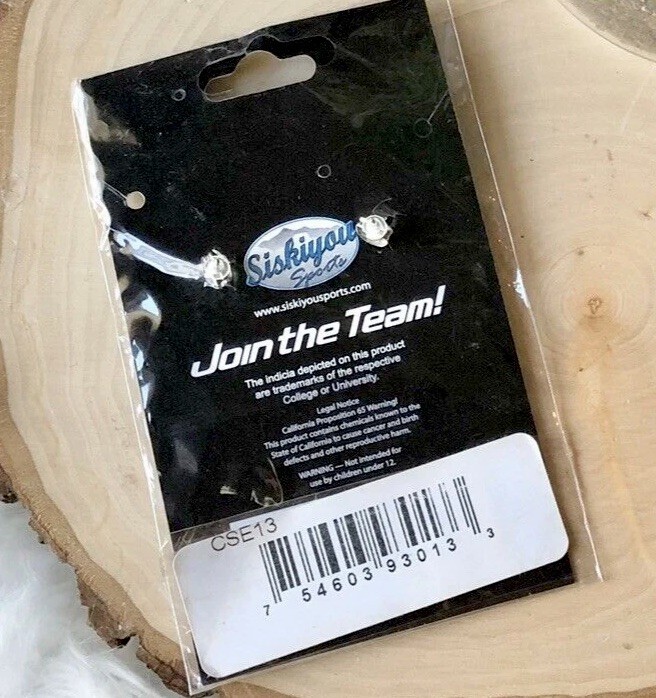 Siskiyou
Sports
www.siskiyousports.com
Join the Team!
The indicia depicted on this product
are trademarks of the respective
College or University.
Legal Notice
California Proposition 65 Warning!
This product contains chemicals known to the
State of California to cause cancer and birth
defects and other reproductive harm.
WARNING — Not intended for
use by children under 12.
CSE13
7 54603 93013 3